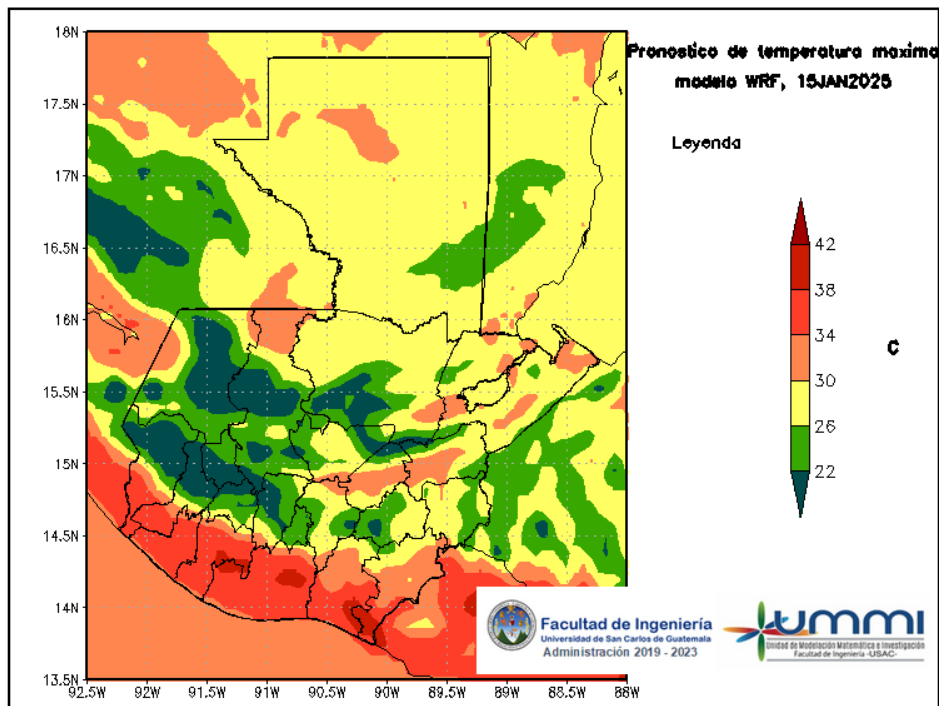 Pronostico de temperatura maxima
modelo WRF, 15JAN2025
Leyenda
42
38
34
30
26
22
C
18N
17.5N
17N
16.5N
16N
15.5N
15N
14.5N
14N
13.5N
92.5W 92W 91.5W 91W 90.5W 90W 89.5W 89W 88.5W 88W
Facultad de Ingeniería
Universidad de San Carlos de Guatemala
Administración 2019 - 2023
UMMI
Unidad de Modelación Matemática e Investigación
Facultad de Ingeniería -USAC-